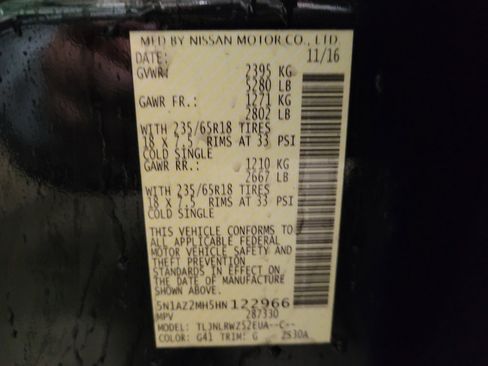 MFD BY NISSAN MOTOR CO., LTD.
DATE: 11/16
GVWR: 2395 KG
5280 LB
GAWR FR.: 1271 KG
2802 LB
WITH 235/65R18 TIRES
18 X 7.5 RIMS AT 33 PSI
COLD SINGLE
GAWR RR.: 1210 KG
2667 LB
WITH 235/65R18 TIRES
18 X 7.5 RIMS AT 33 PSI
COLD SINGLE
THIS VEHICLE CONFORMS TO
ALL APPLICABLE FEDERAL
MOTOR VEHICLE SAFETY AND
THEFT PREVENTION
STANDARDS IN EFFECT ON
THE DATE OF MANUFACTURE
SHOWN ABOVE.
5N1AZ2MH5HN 122966
MPV 287330
MODEL: TLJNLRWZ52EUA--C--
COLOR: G41 TRIM: G 2S30A